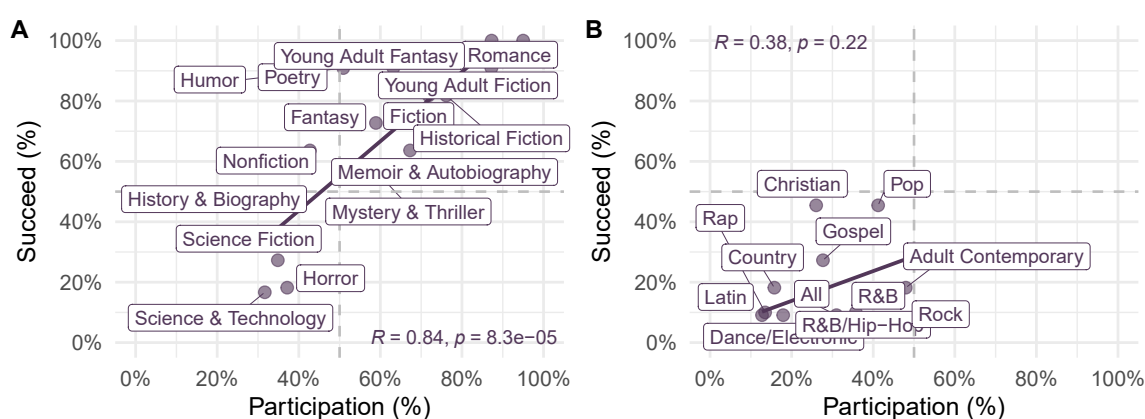 A
Succeed (%)
100%
80%
60%
40%
20%
0%
Young Adult Fantasy
Romance
Humor
Poetry
Young Adult Fiction
Fantasy
Fiction
Historical Fiction
Nonfiction
Memoir & Autobiography
History & Biography
Mystery & Thriller
Science Fiction
Horror
Science & Technology
R = 0.84, p = 8.3e−05
0% 20% 40% 60% 80% 100%
Participation (%)
B
Succeed (%)
100%
80%
60%
40%
20%
0%
R = 0.38, p = 0.22
Christian
Pop
Rap
Gospel
Country
Adult Contemporary
Latin
All
R&B
Rock
R&B/Hip−Hop
Dance/Electronic
0% 20% 40% 60% 80% 100%
Participation (%)